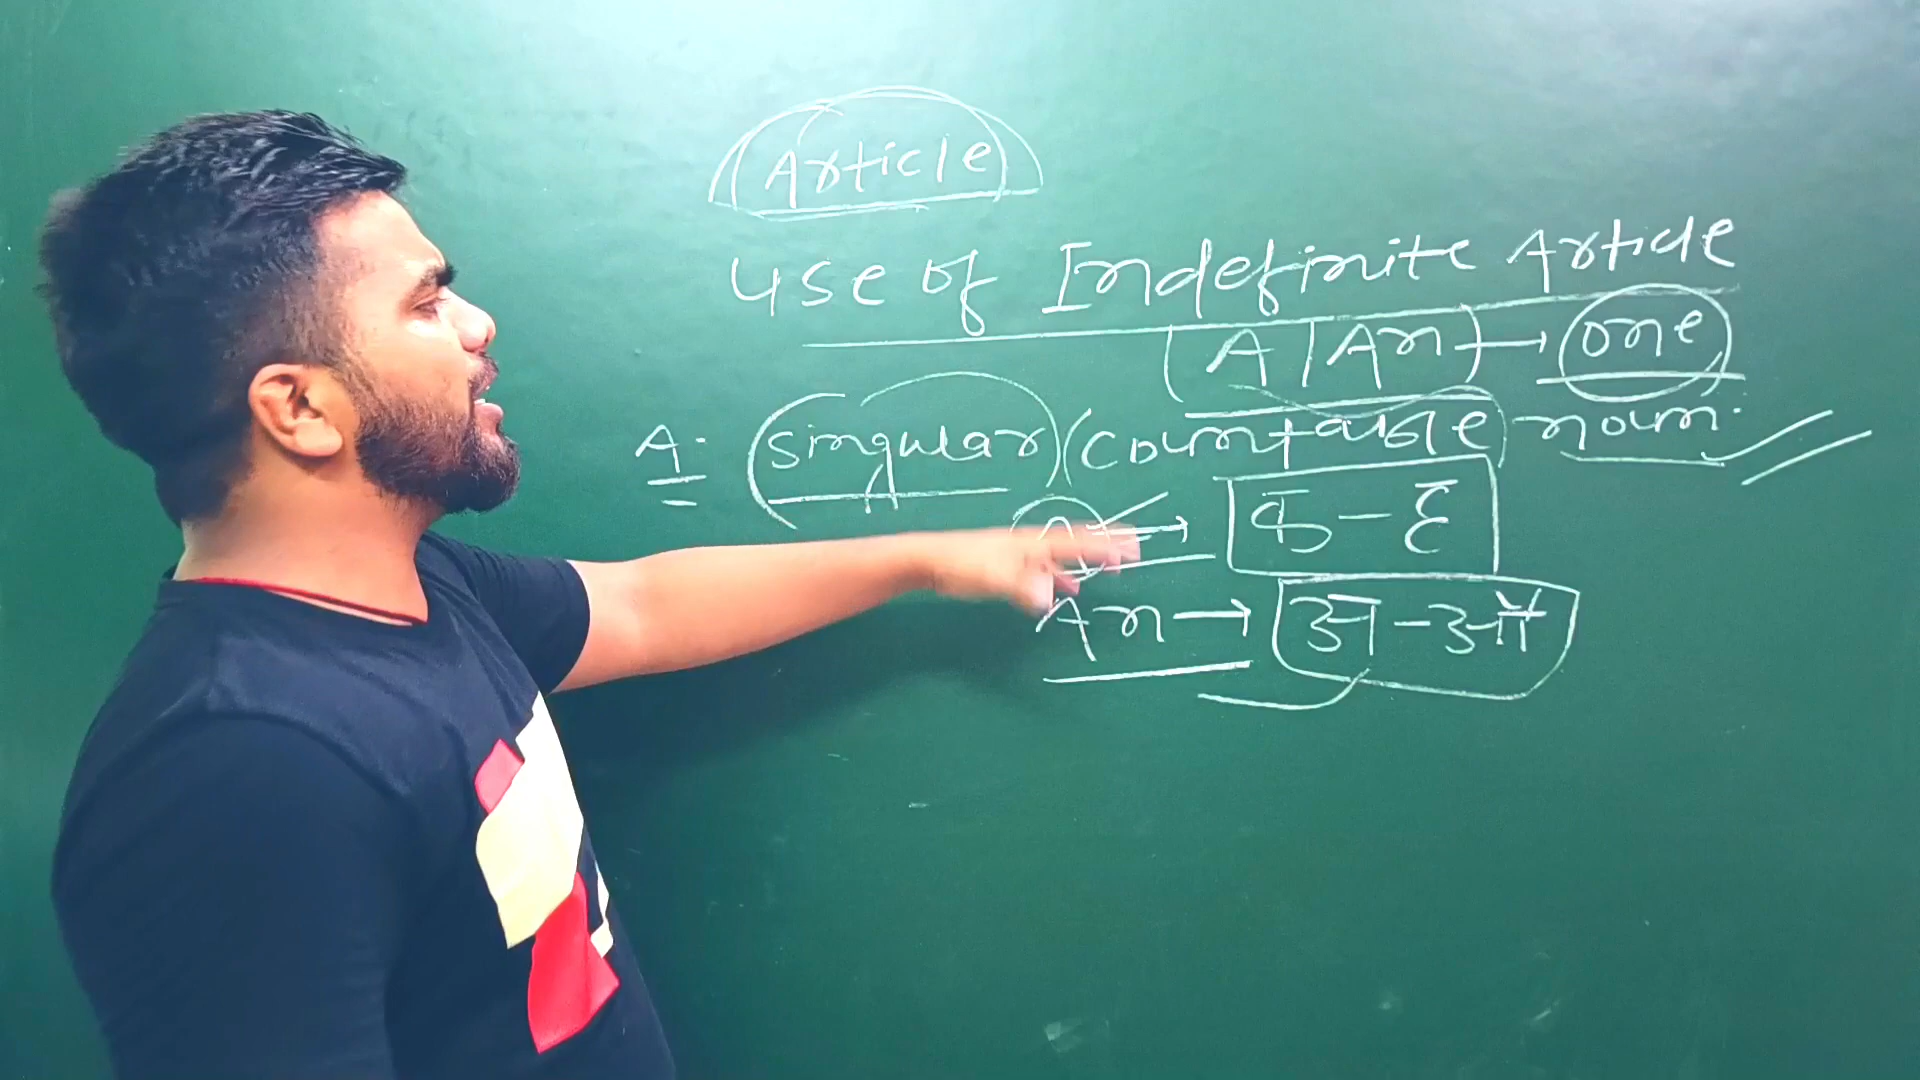 Article
Use of Indefinite Article
(A | An) → one
A. singular (countable) noun.
A → क - ह
An → अ - औ